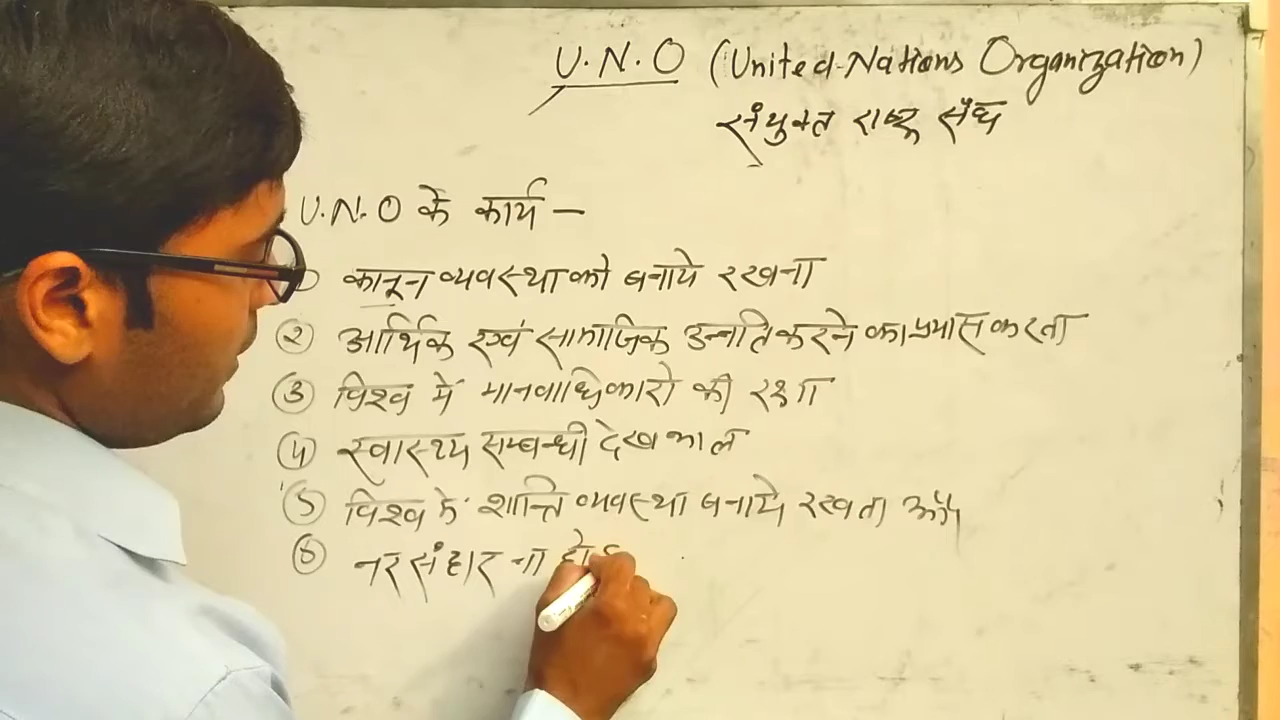 U.N.O (United Nations Organization)
संयुक्त राष्ट्र संघ
U.N.O के कार्य –
कानून व्यवस्था को बनाये रखना
② आर्थिक एवं सामाजिक उन्नति करने का प्रयास करना
③ विश्व में मानवाधिकारो की रक्षा
④ स्वास्थ्य सम्बन्धी देखभाल
⑤ विश्व में शान्ति व्यवस्था बनाये रखना और
⑥ नरसंहार ना हो